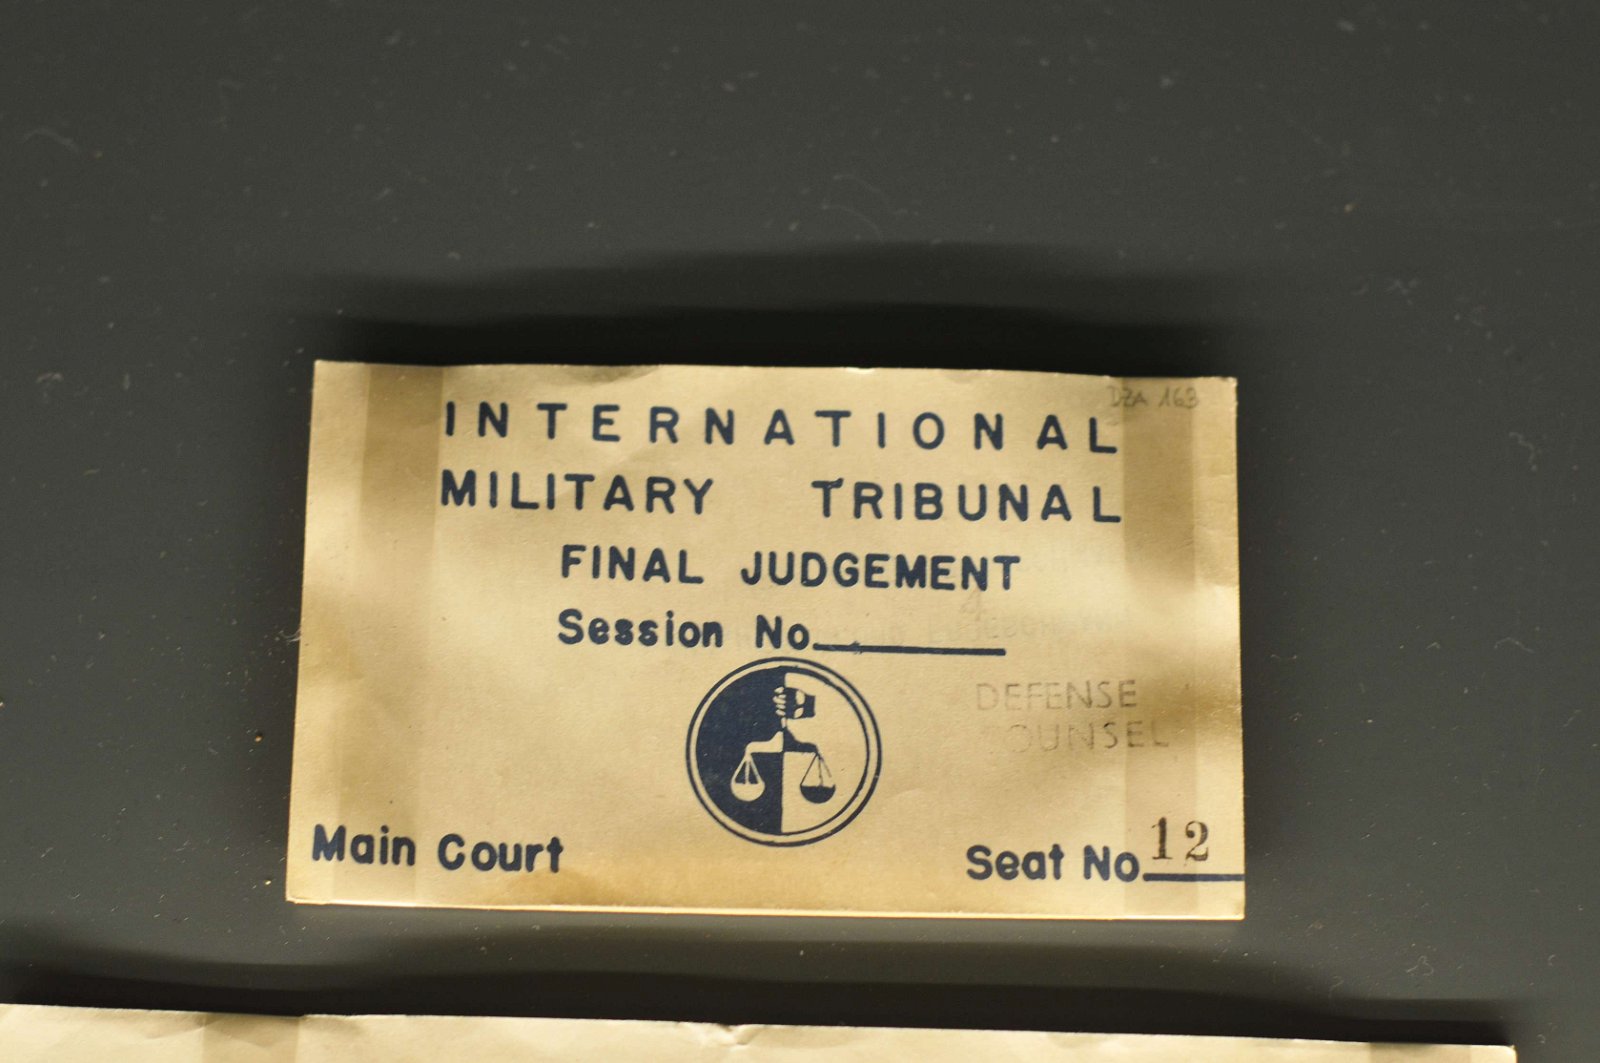 DZA 163
INTERNATIONAL
MILITARY TRIBUNAL
FINAL JUDGEMENT
Session No.
DEFENSE
COUNSEL
Main Court
Seat No 12